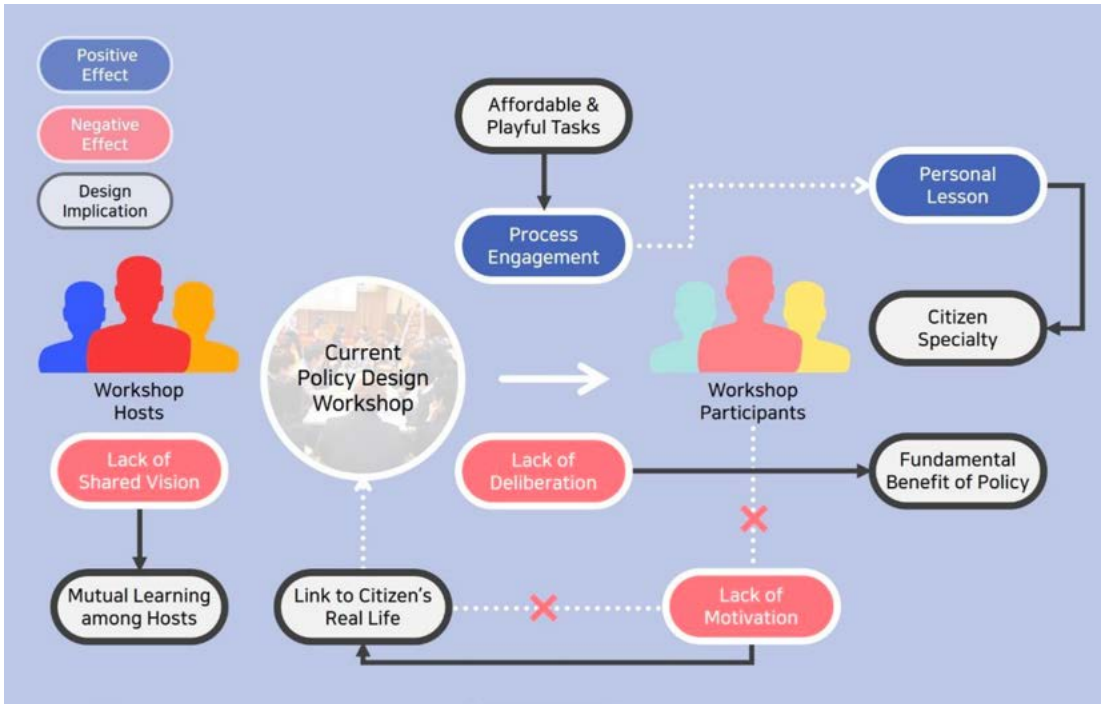 Positive
Effect
Negative
Effect
Design
Implication
Affordable &
Playful Tasks
Process
Engagement
Personal
Lesson
Citizen
Specialty
Current
Policy Design
Workshop
Workshop
Hosts
Workshop
Participants
Lack of
Shared Vision
Lack of
Deliberation
Fundamental
Benefit of Policy
Mutual Learning
among Hosts
Link to Citizen's
Real Life
Lack of
Motivation